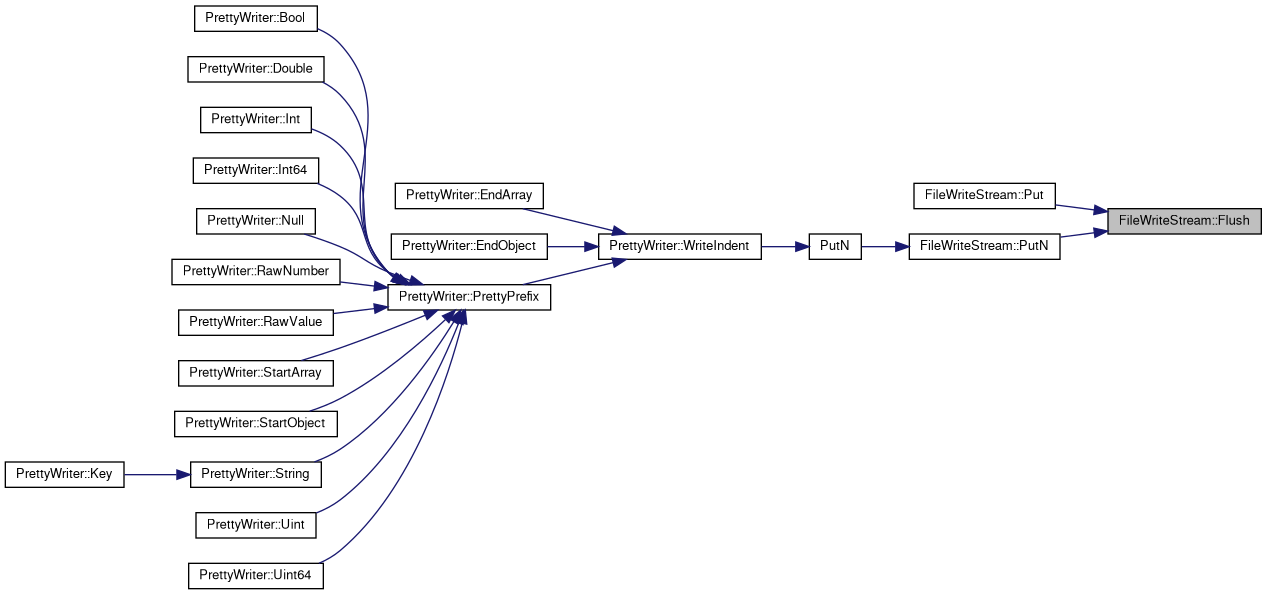 PrettyWriter::Bool
PrettyWriter::Double
PrettyWriter::Int
PrettyWriter::Int64
PrettyWriter::Null
PrettyWriter::RawNumber
PrettyWriter::RawValue
PrettyWriter::StartArray
PrettyWriter::StartObject
PrettyWriter::Key
PrettyWriter::String
PrettyWriter::Uint
PrettyWriter::Uint64
PrettyWriter::EndArray
PrettyWriter::EndObject
PrettyWriter::PrettyPrefix
PrettyWriter::WriteIndent
PutN
FileWriteStream::Put
FileWriteStream::PutN
FileWriteStream::Flush